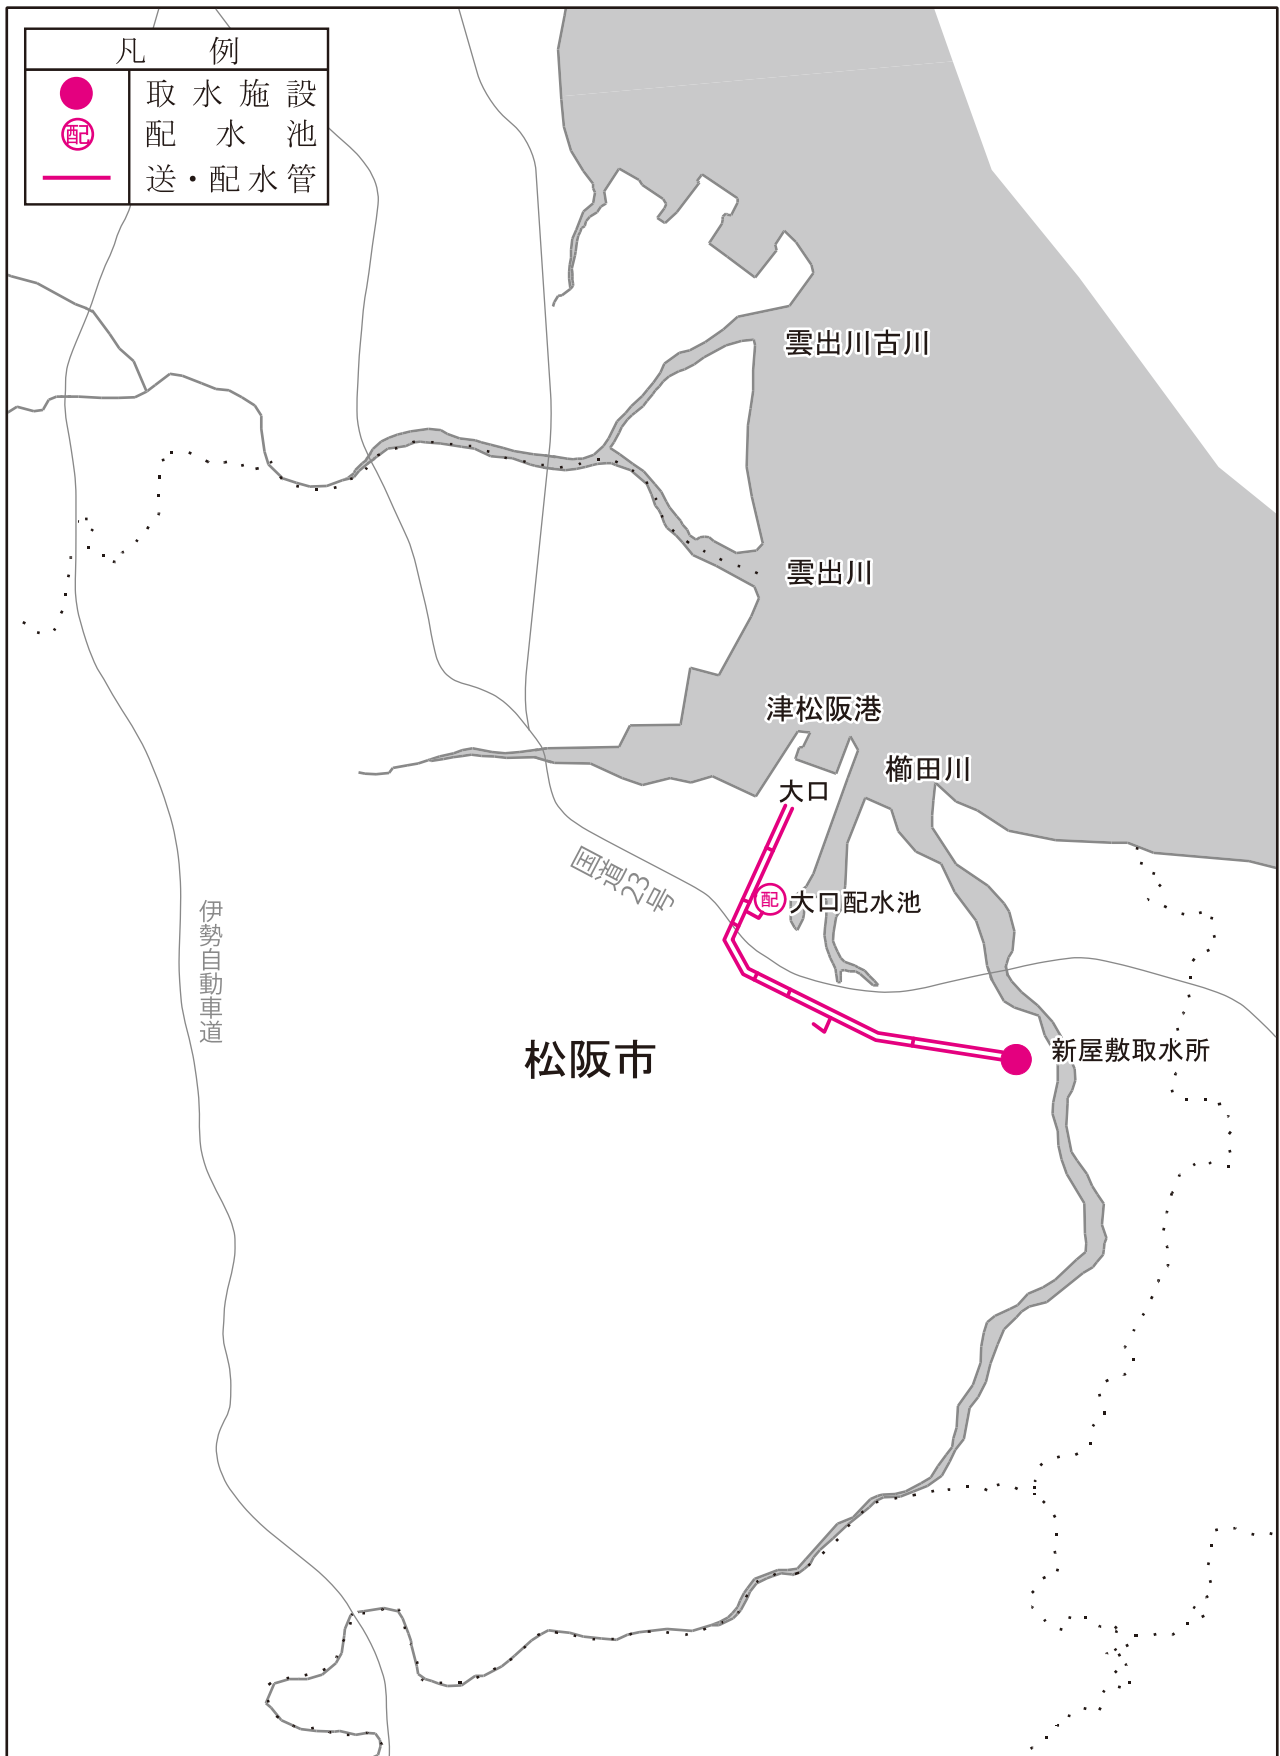 凡例
取水施設
配 配水池
送・配水管
雲出川古川
雲出川
津松阪港
櫛田川
大口
国道23号
配 大口配水池
伊勢自動車道
松阪市
新屋敷取水所